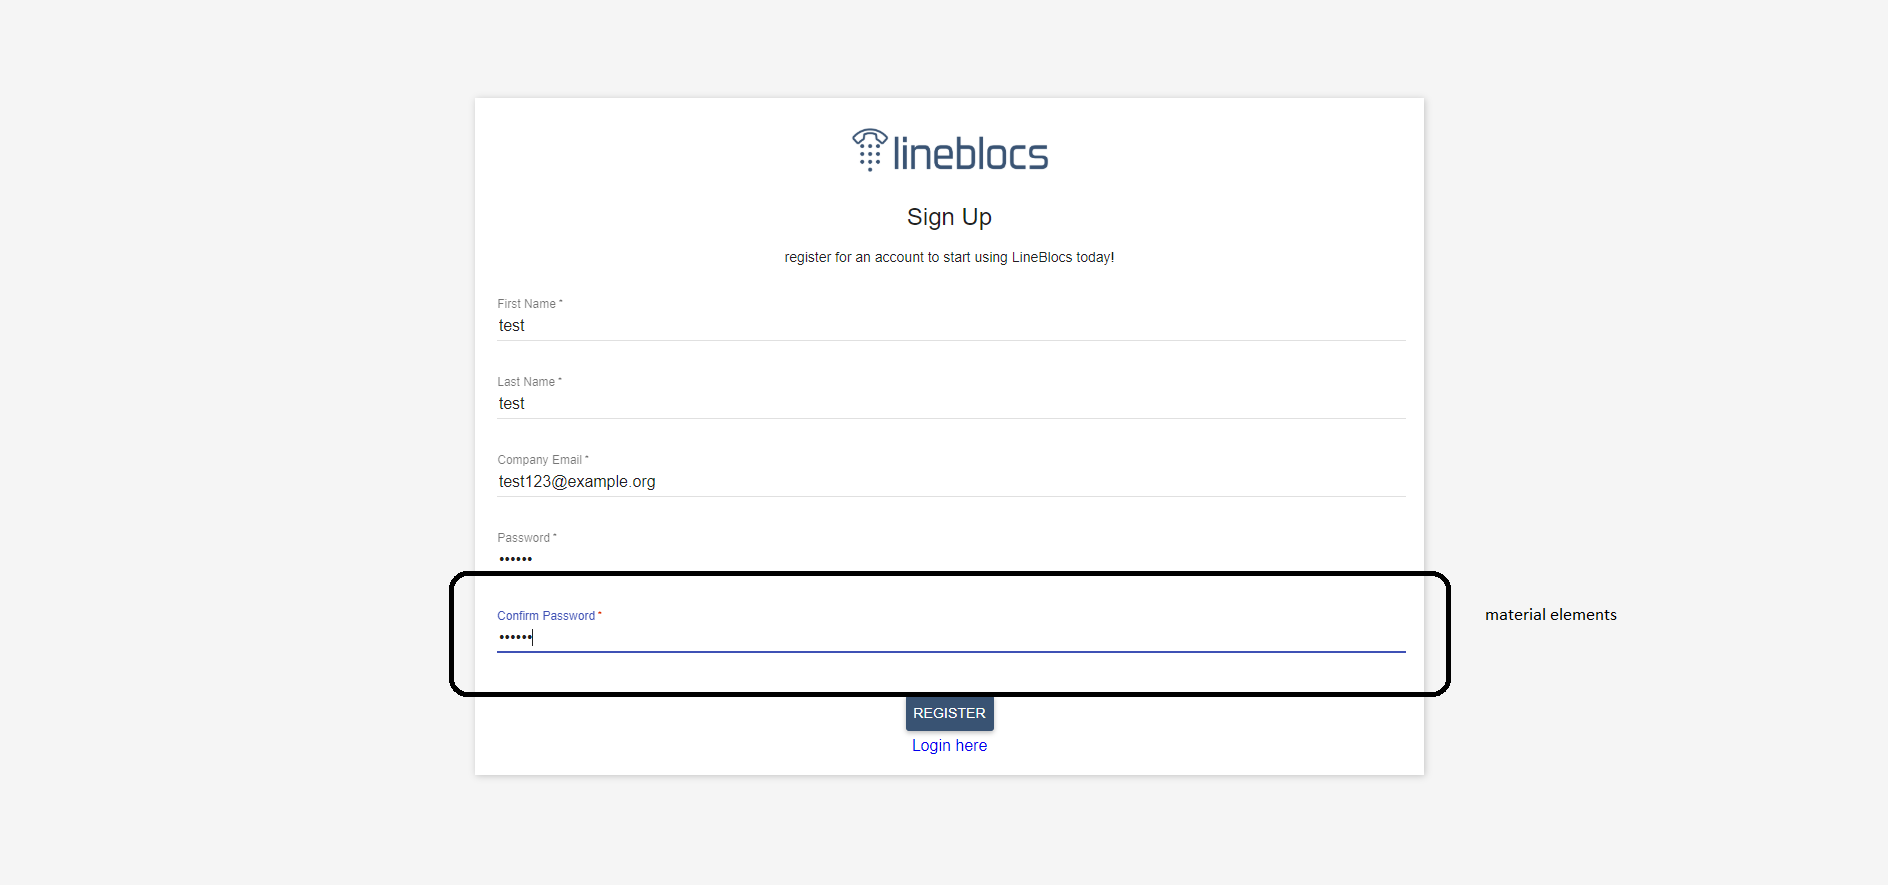 lineblocs
Sign Up
register for an account to start using LineBlocs today!
First Name *
test
Last Name *
test
Company Email *
test123@example.org
Password *
••••••
Confirm Password *
••••••
material elements
REGISTER
Login here